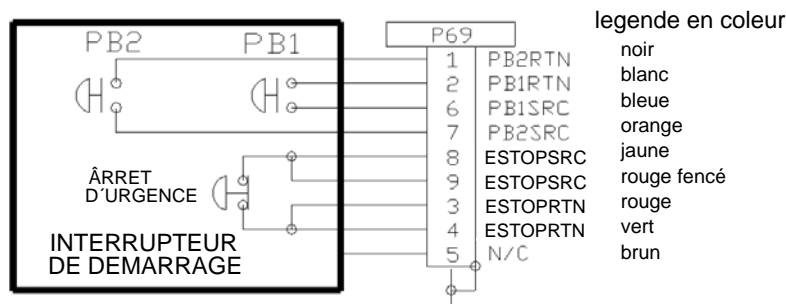 legende en coleur
PB2 PB1 P69
1 PB2RTN noir
2 PB1RTN blanc
6 PB1SRC bleue
7 PB2SRC orange
8 ESTOPSRC jaune
9 ESTOPSRC rouge fencé
3 ESTOPRTN rouge
4 ESTOPRTN vert
5 N/C brun
ÂRRET
D´URGENCE
INTERRUPTEUR
DE DEMARRAGE